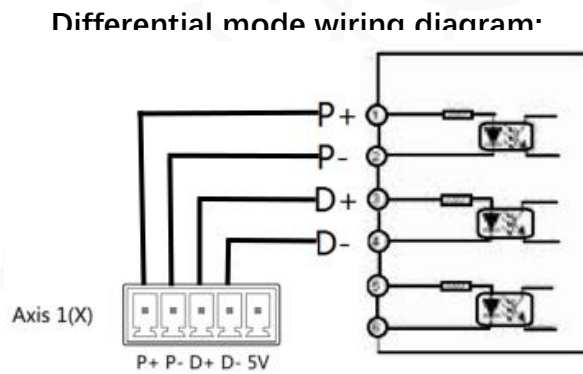 Differential mode wiring diagram:
P+ 1
P- 2
D+ 3
D- 4
5
6
Axis 1(X)
P+ P- D+ D- 5V